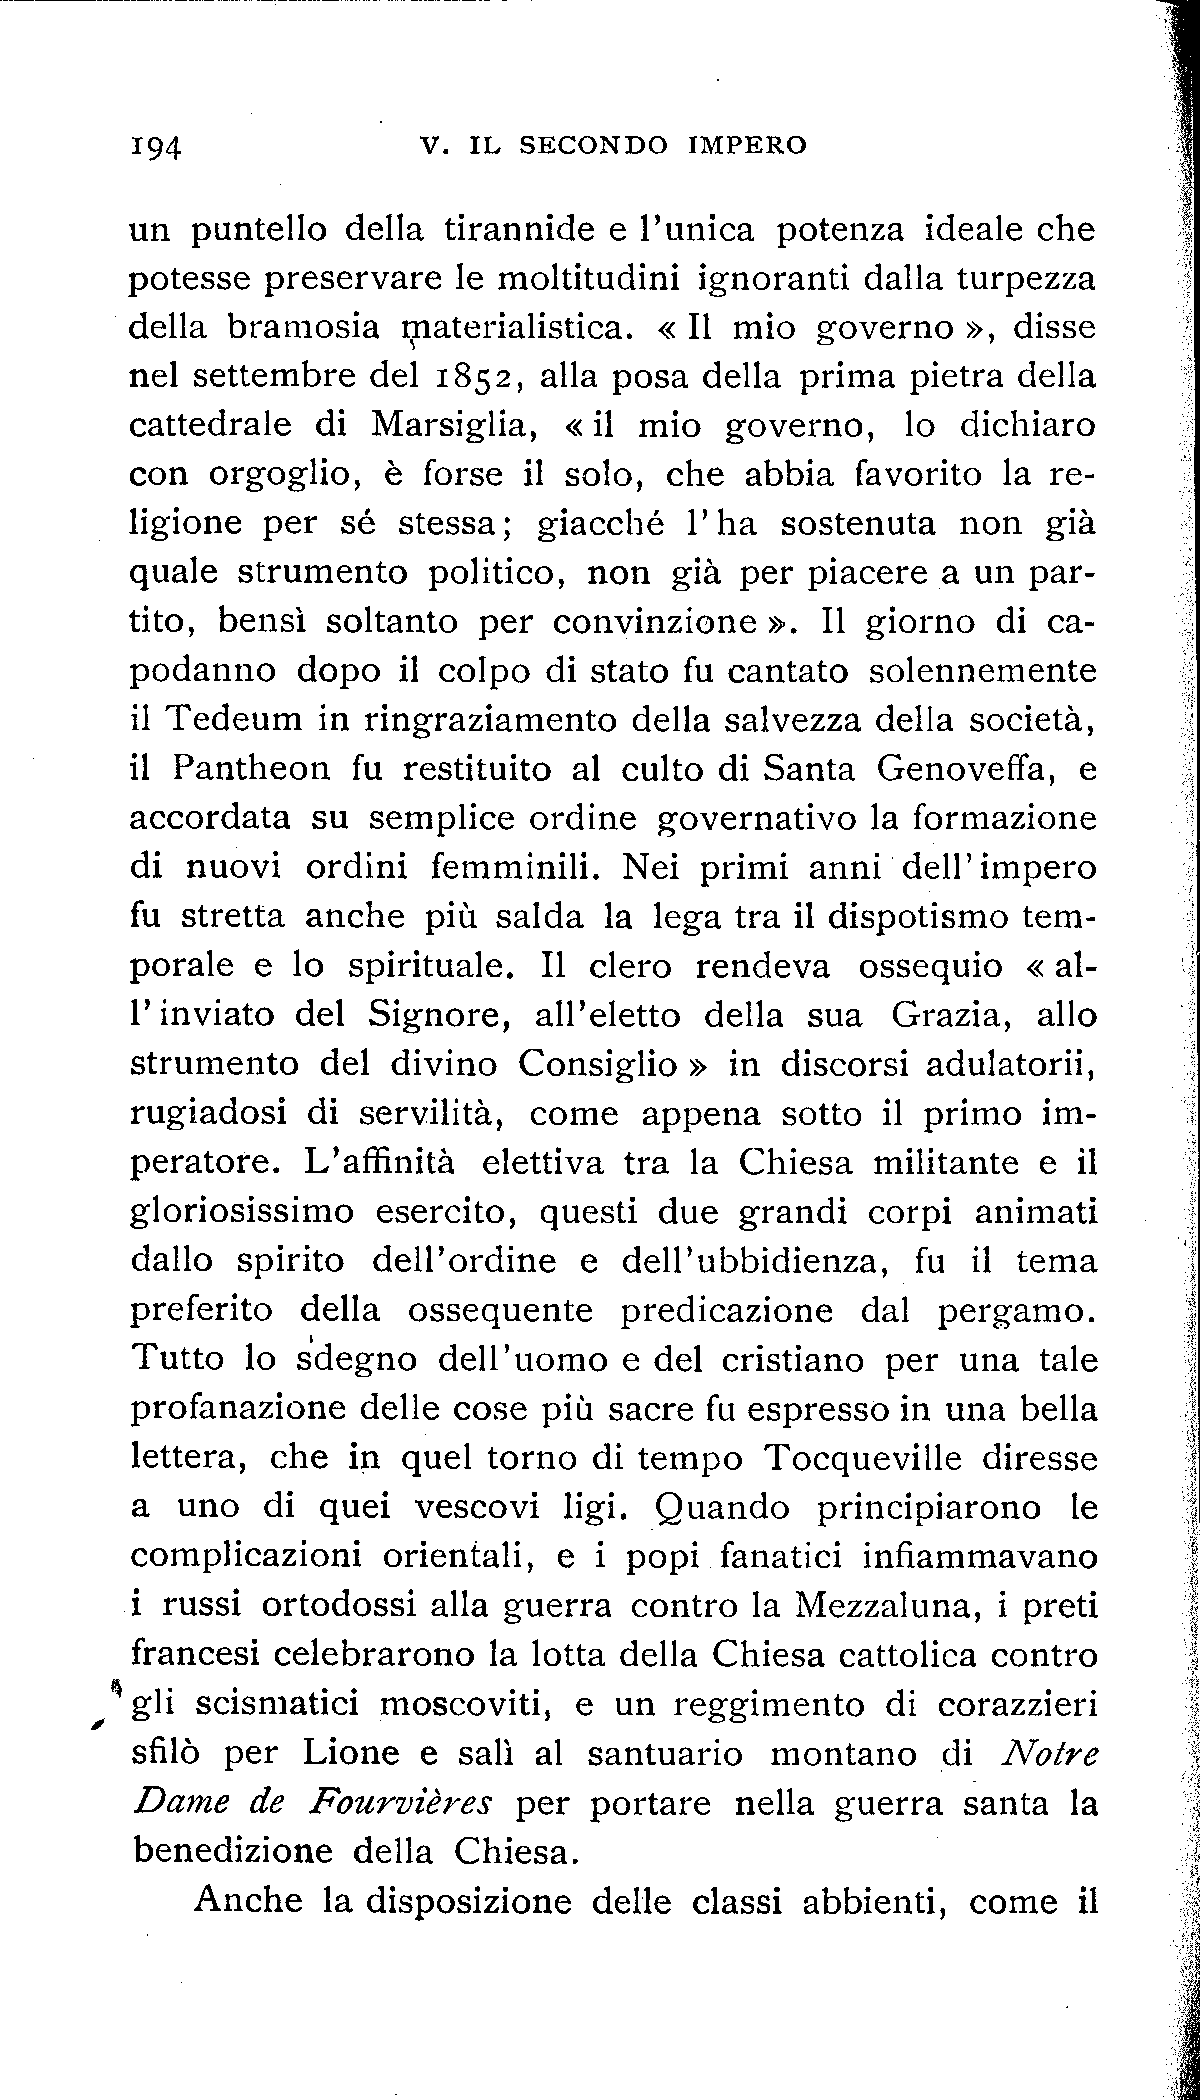 194 V. IL SECONDO IMPERO
un puntello della tirannide e l'unica potenza ideale che
potesse preservare le moltitudini ignoranti dalla turpezza
della bramosia materialistica. « Il mio governo », disse
nel settembre del 1852, alla posa della prima pietra della
cattedrale di Marsiglia, « il mio governo, lo dichiaro
con orgoglio, è forse il solo, che abbia favorito la re-
ligione per sé stessa; giacché l'ha sostenuta non già
quale strumento politico, non già per piacere a un par-
tito, bensì soltanto per convinzione ». Il giorno di ca-
podanno dopo il colpo di stato fu cantato solennemente
il Tedeum in ringraziamento della salvezza della società,
il Pantheon fu restituito al culto di Santa Genoveffa, e
accordata su semplice ordine governativo la formazione
di nuovi ordini femminili. Nei primi anni dell'impero
fu stretta anche più salda la lega tra il dispotismo tem-
porale e lo spirituale. Il clero rendeva ossequio « al-
l'inviato del Signore, all'eletto della sua Grazia, allo
strumento del divino Consiglio » in discorsi adulatorii,
rugiadosi di servilità, come appena sotto il primo im-
peratore. L'affinità elettiva tra la Chiesa militante e il
gloriosissimo esercito, questi due grandi corpi animati
dallo spirito dell'ordine e dell'ubbidienza, fu il tema
preferito della ossequente predicazione dal pergamo.
Tutto lo sdegno dell'uomo e del cristiano per una tale
profanazione delle cose più sacre fu espresso in una bella
lettera, che in quel torno di tempo Tocqueville diresse
a uno di quei vescovi ligi. Quando principiarono le
complicazioni orientali, e i popi fanatici infiammavano
i russi ortodossi alla guerra contro la Mezzaluna, i preti
francesi celebrarono la lotta della Chiesa cattolica contro
gli scismatici moscoviti, e un reggimento di corazzieri
sfilò per Lione e salì al santuario montano di Notre
Dame de Fourvières per portare nella guerra santa la
benedizione della Chiesa.
Anche la disposizione delle classi abbienti, come il